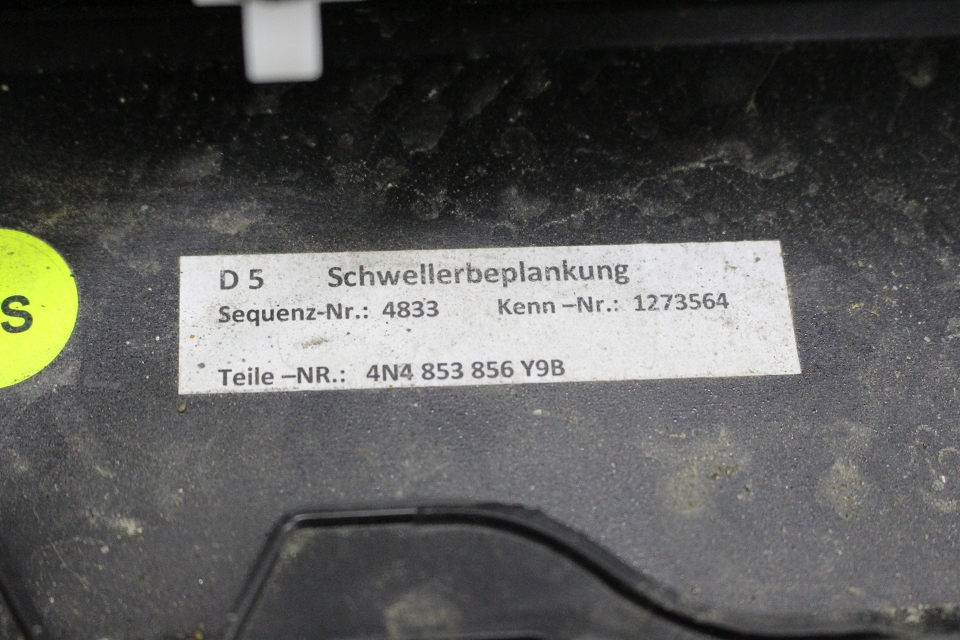 D 5 Schwellerbeplankung
Sequenz-Nr.: 4833 Kenn –Nr.: 1273564
Teile –NR.: 4N4 853 856 Y9B
S